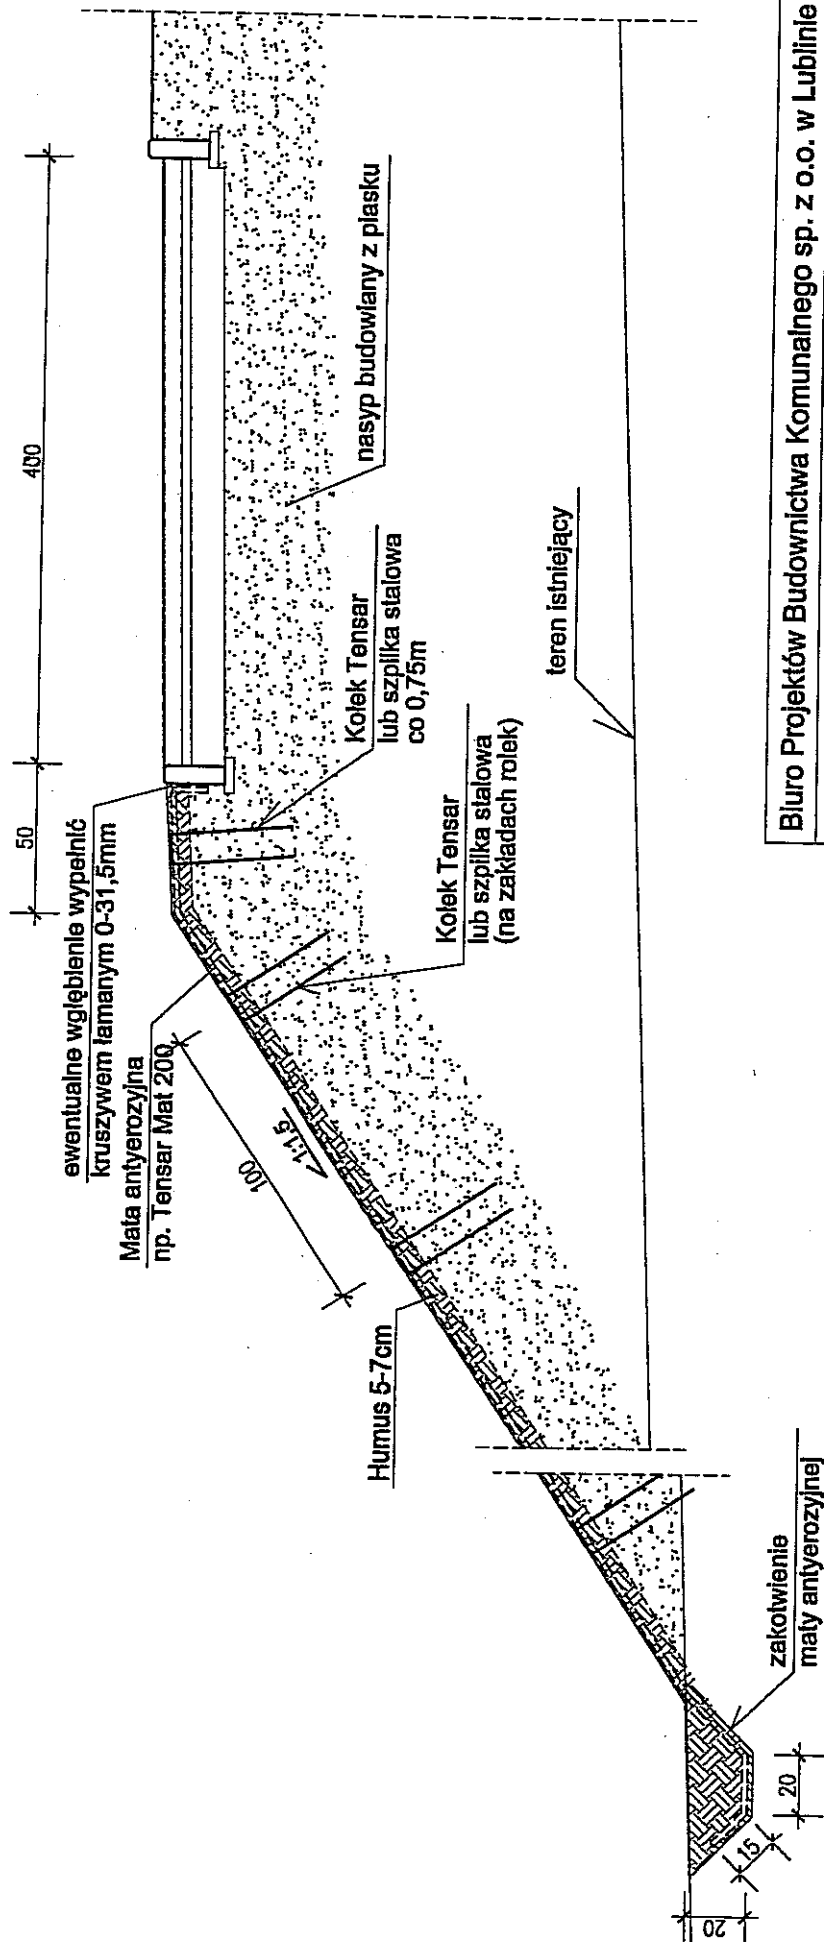 400
50
ewentualne wgłębienie wypełnić
kruszywem łamanym 0-31,5mm
Mata antyerozyjna
np. Tensar Mat 200
100
1:1,5
Humus 5-7cm
nasyp budowlany z piasku
Kołek Tensar
lub szpilka stalowa
co 0,75m
Kołek Tensar
lub szpilka stalowa
(na zakładach rolek)
teren istniejący
zakotwienie
maty antyerozyjnej
20
15
20
Biuro Projektów Budownictwa Komunalnego sp. z o.o. w Lublinie